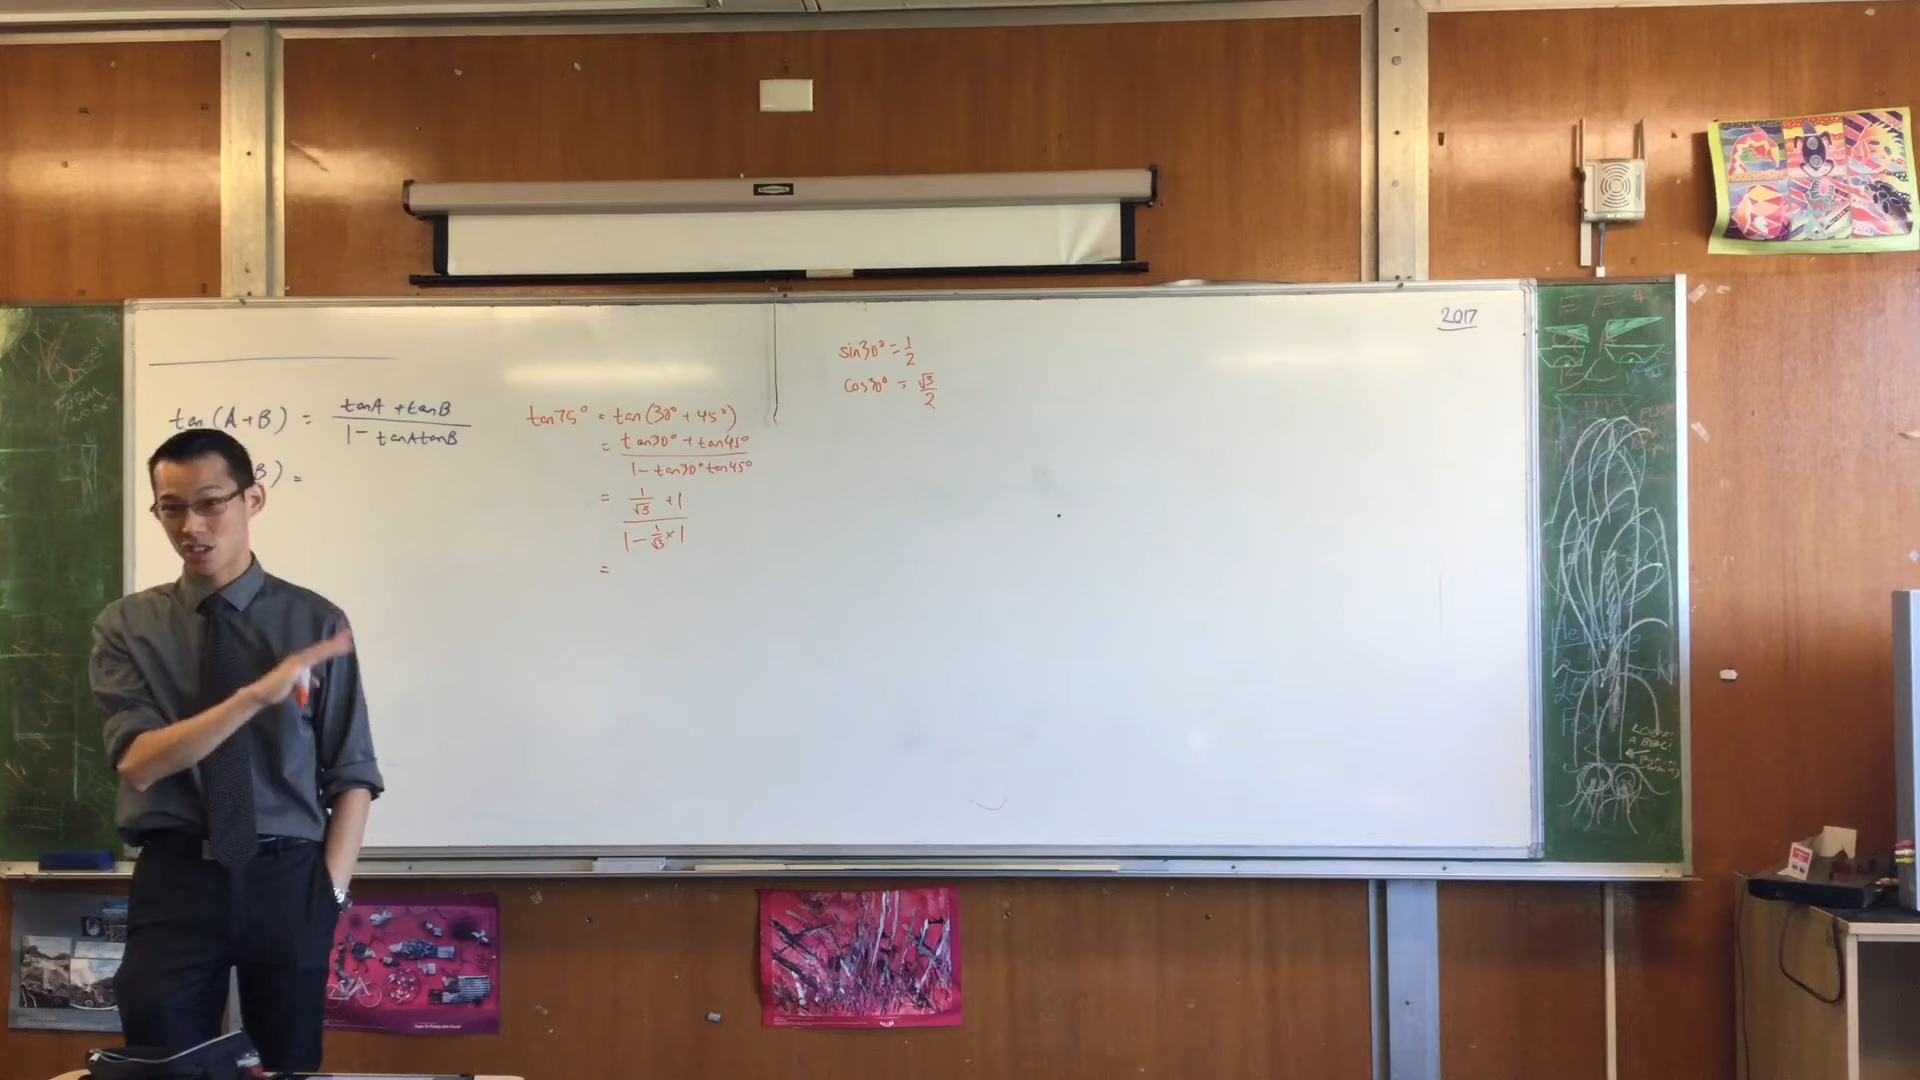 2017
sin30° = 1/2
cos30° = √3/2
tan(A+B) = (tanA + tanB)/(1 - tanAtanB)
B) =
tan75° = tan(30° + 45°)
= (tan30° + tan45°)/(1 - tan30°tan45°)
= (1/√3 + 1)/(1 - 1/√3 × 1)
=